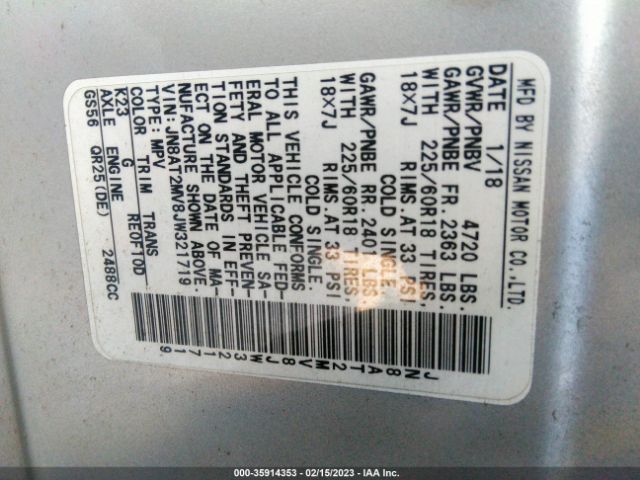 MFD BY NISSAN MOTOR CO.,LTD.
1/18
GVWR/PNBV 4720 LBS.
GAWR/PNBE FR. 2363 LBS.
WITH 225/60R18 TIRES,
18X7J RIMS.AT 33 PSI
COLD SINGLE.
GAWR/PNBE RR. 2401 LBS.
WITH 225/60R18 TIRES,
18X7J RIMS.AT 33 PSI
COLD SINGLE.
THIS VEHICLE CONFORMS
TO ALL APPLICABLE FED-
ERAL MOTOR VEHICLE SA-
FETY AND THEFT PREVEN-
TION STANDARDS IN EFF-
ECT ON THE DATE OF MA-
NUFACTURE SHOWN ABOVE.
VIN: JN8AT2MV8JW321719
TYPE: MPV
COLOR TRIM TRANS
K23 G RE0F10D
AXLE ENGINE
GS56 QR25(DE) 2488CC
JN8AT2MV8JW321719.
000-35914353 - 02/15/2023 - IAA Inc.